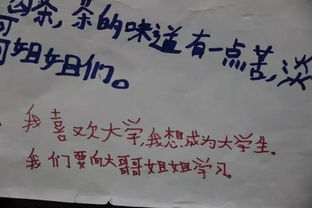 茶,茶的味道有一点苦,淡
姐姐们。
我喜欢大学,我想成为大学生。
我们要向大哥哥姐姐学习。